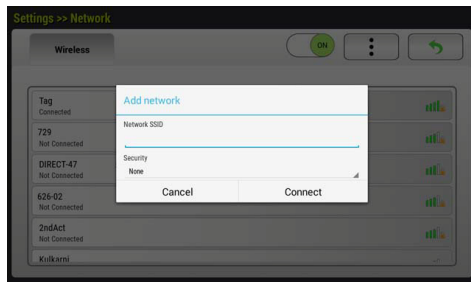 Settings >> Network
Wireless
ON
Tag
Connected
729
Not Connected
DIRECT-47
Not Connected
626-02
Not Connected
2ndAct
Not Connected
Kulkarni
Add network
Network SSID
Security
None
Cancel
Connect